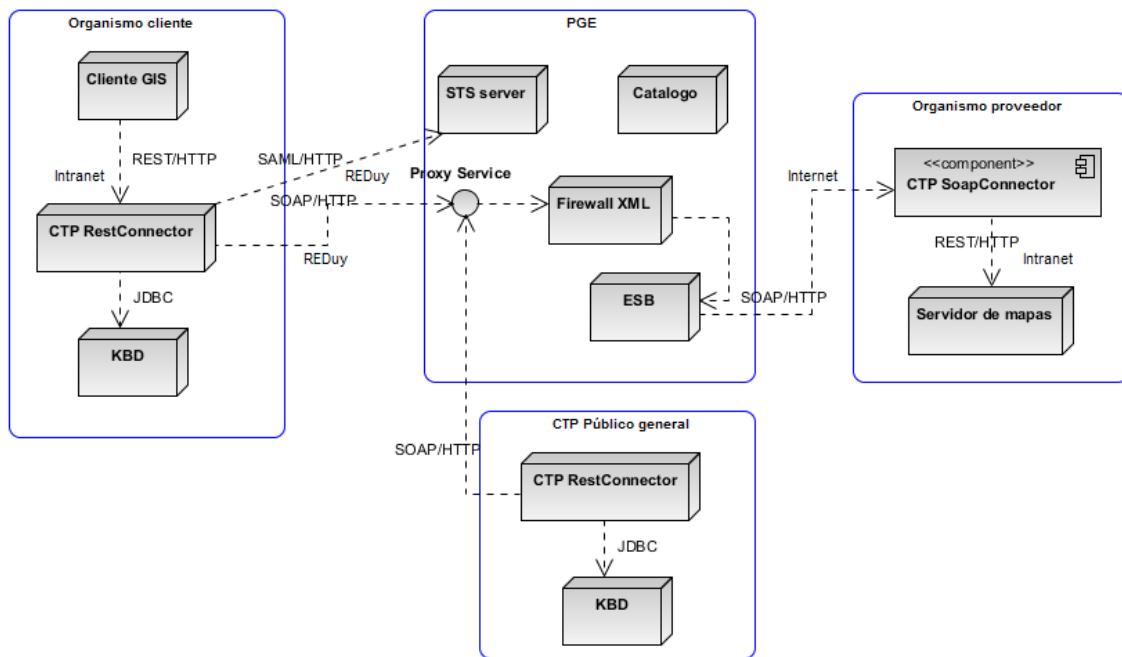 Organismo cliente
Cliente GIS
REST/HTTP
Intranet
CTP RestConnector
JDBC
KBD
SAML/HTTP
REDuy
SOAP/HTTP
REDuy
PGE
STS server
Catalogo
Proxy Service
Firewall XML
ESB
SOAP/HTTP
Internet
Organismo proveedor
<<component>>
CTP SoapConnector
REST/HTTP
Intranet
Servidor de mapas
CTP Público general
SOAP/HTTP
CTP RestConnector
JDBC
KBD